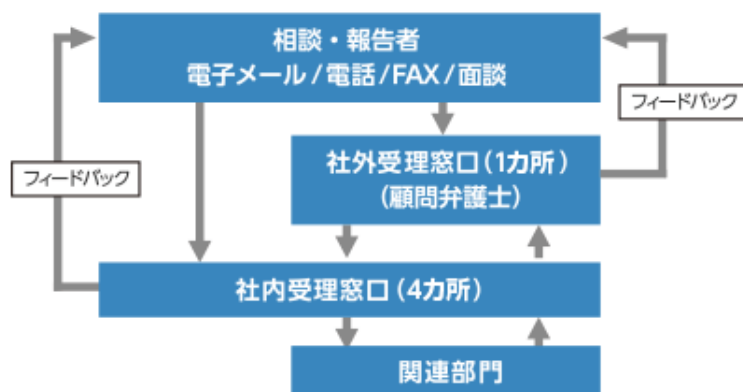 相談・報告者
電子メール/電話/FAX/面談
フィードバック
社外受理窓口(1カ所)
(顧問弁護士)
フィードバック
社内受理窓口(4カ所)
関連部門